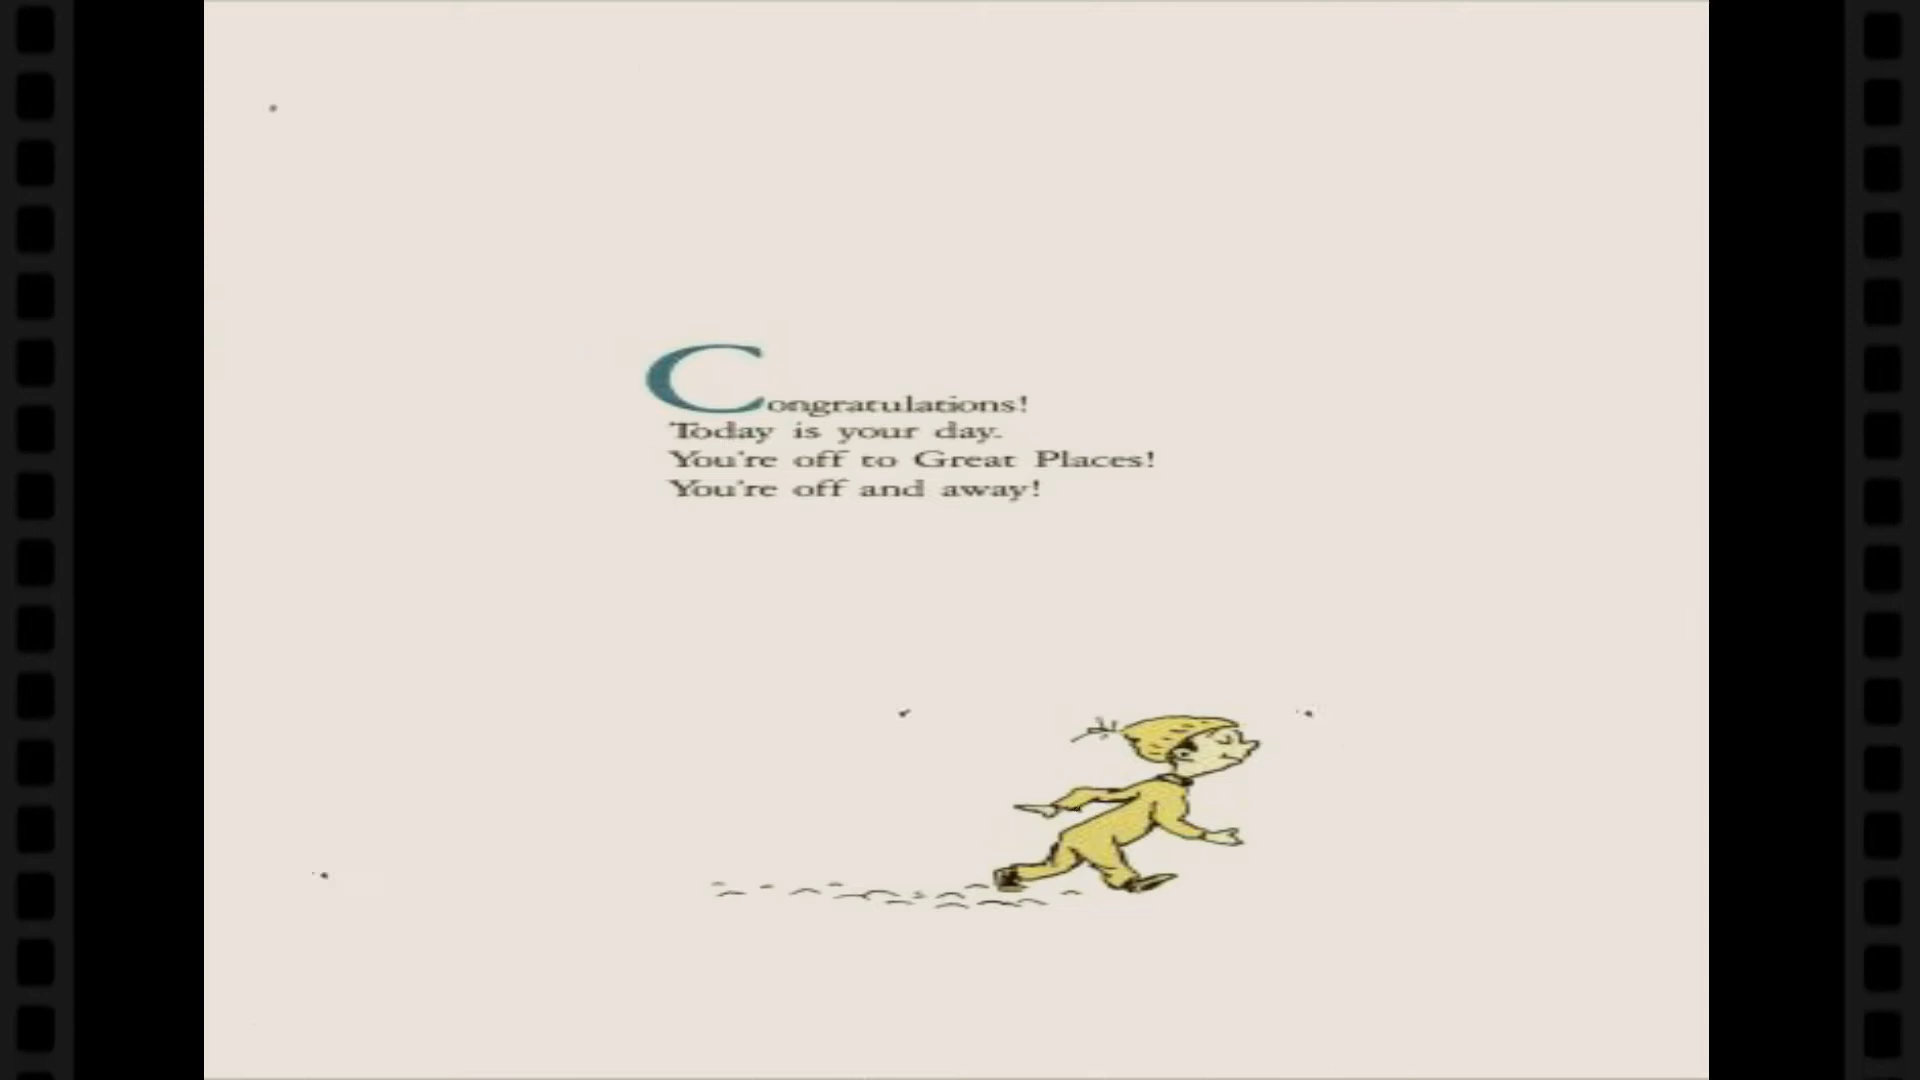 Congratulations!
Today is your day.
You're off to Great Places!
You're off and away!